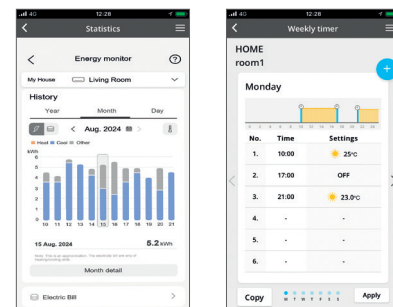 4G 12:28
Statistics
Energy monitor
My House Living Room
History
Year Month Day
Aug. 2024
Heat Cool Other
kWh
6
5
4
3
2
1
0
10 11 12 13 14 15 16 17 18 19 20 21
15 Aug. 2024 5.2 kWh
Month detail
Electric Bill
4G 12:28
Weekly timer
HOME
room1
Monday
No. Time Settings
1. 10:00 25°C
2. 17:00 OFF
3. 21:00 23.0°C
4. - -
5. - -
6. - -
Copy M T W T F S S Apply